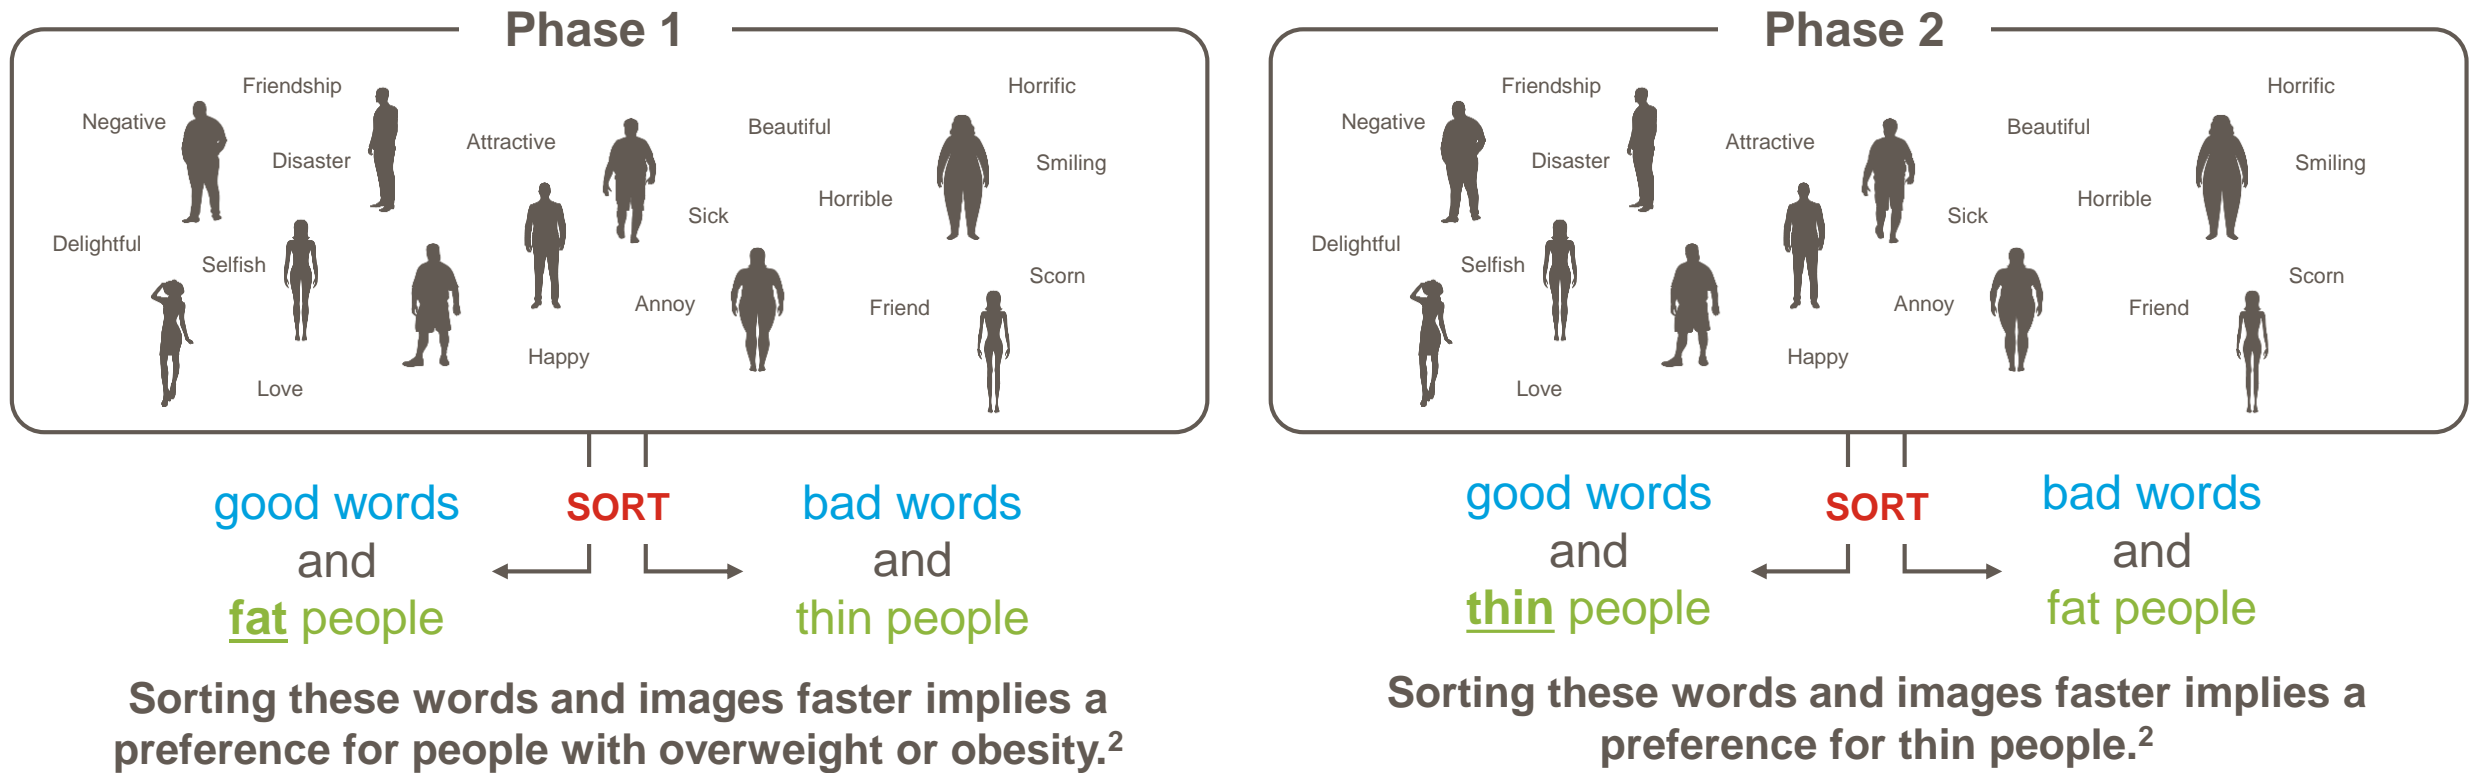 Phase 1
Friendship
Horrific
Negative
Beautiful
Attractive
Disaster
Smiling
Horrible
Sick
Delightful
Selfish
Scorn
Annoy
Friend
Happy
Love
good words
SORT
bad words
and
and
fat people
thin people
Sorting these words and images faster implies a
preference for people with overweight or obesity.²
Phase 2
Friendship
Horrific
Negative
Beautiful
Attractive
Disaster
Smiling
Horrible
Sick
Delightful
Selfish
Scorn
Annoy
Friend
Happy
Love
good words
SORT
bad words
and
and
thin people
fat people
Sorting these words and images faster implies a
preference for thin people.²